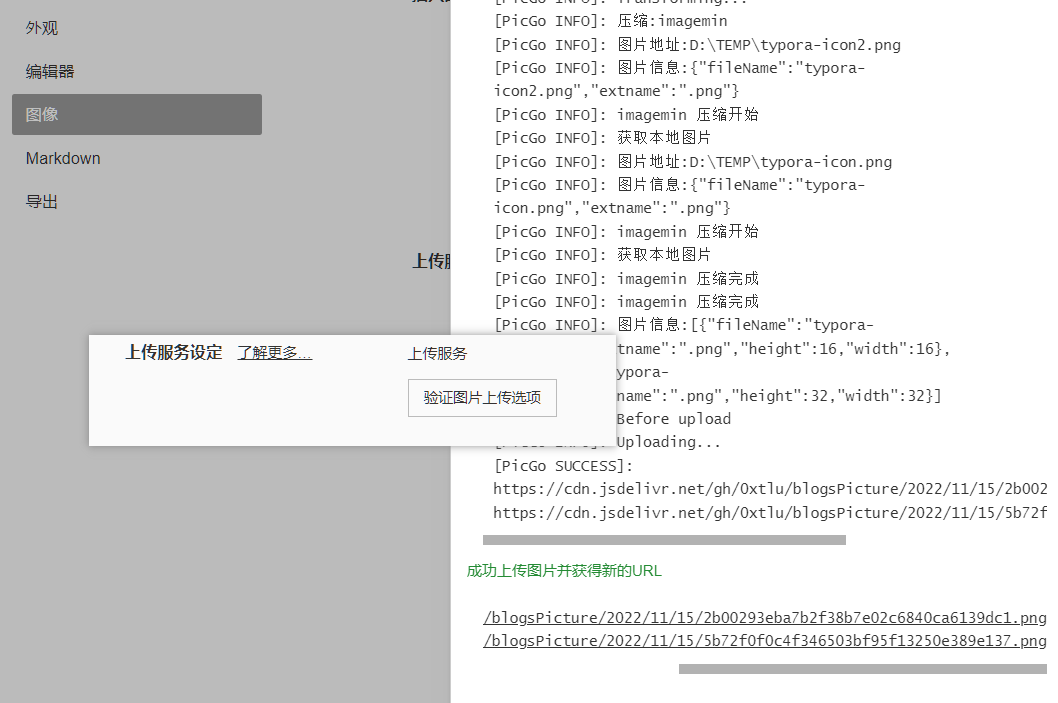 外观
编辑器
图像
Markdown
导出
上传服
上传服务设定 了解更多…
上传服务
验证图片上传选项
[PicGo INFO]: Transforming...
[PicGo INFO]: 压缩:imagemin
[PicGo INFO]: 图片地址:D:\TEMP\typora-icon2.png
[PicGo INFO]: 图片信息:{"fileName":"typora-
icon2.png","extname":".png"}
[PicGo INFO]: imagemin 压缩开始
[PicGo INFO]: 获取本地图片
[PicGo INFO]: 图片地址:D:\TEMP\typora-icon.png
[PicGo INFO]: 图片信息:{"fileName":"typora-
icon.png","extname":".png"}
[PicGo INFO]: imagemin 压缩开始
[PicGo INFO]: 获取本地图片
[PicGo INFO]: imagemin 压缩完成
[PicGo INFO]: imagemin 压缩完成
[PicGo INFO]: 图片信息:[{"fileName":"typora-
tname":".png","height":16,"width":16},
ypora-
name":".png","height":32,"width":32}]
Before upload
[PicGo INFO]: Uploading...
[PicGo SUCCESS]:
https://cdn.jsdelivr.net/gh/0xtlu/blogsPicture/2022/11/15/2b002
https://cdn.jsdelivr.net/gh/0xtlu/blogsPicture/2022/11/15/5b72f
成功上传图片并获得新的URL
/blogsPicture/2022/11/15/2b00293eba7b2f38b7e02c6840ca6139dc1.png
/blogsPicture/2022/11/15/5b72f0f0c4f346503bf95f13250e389e137.png